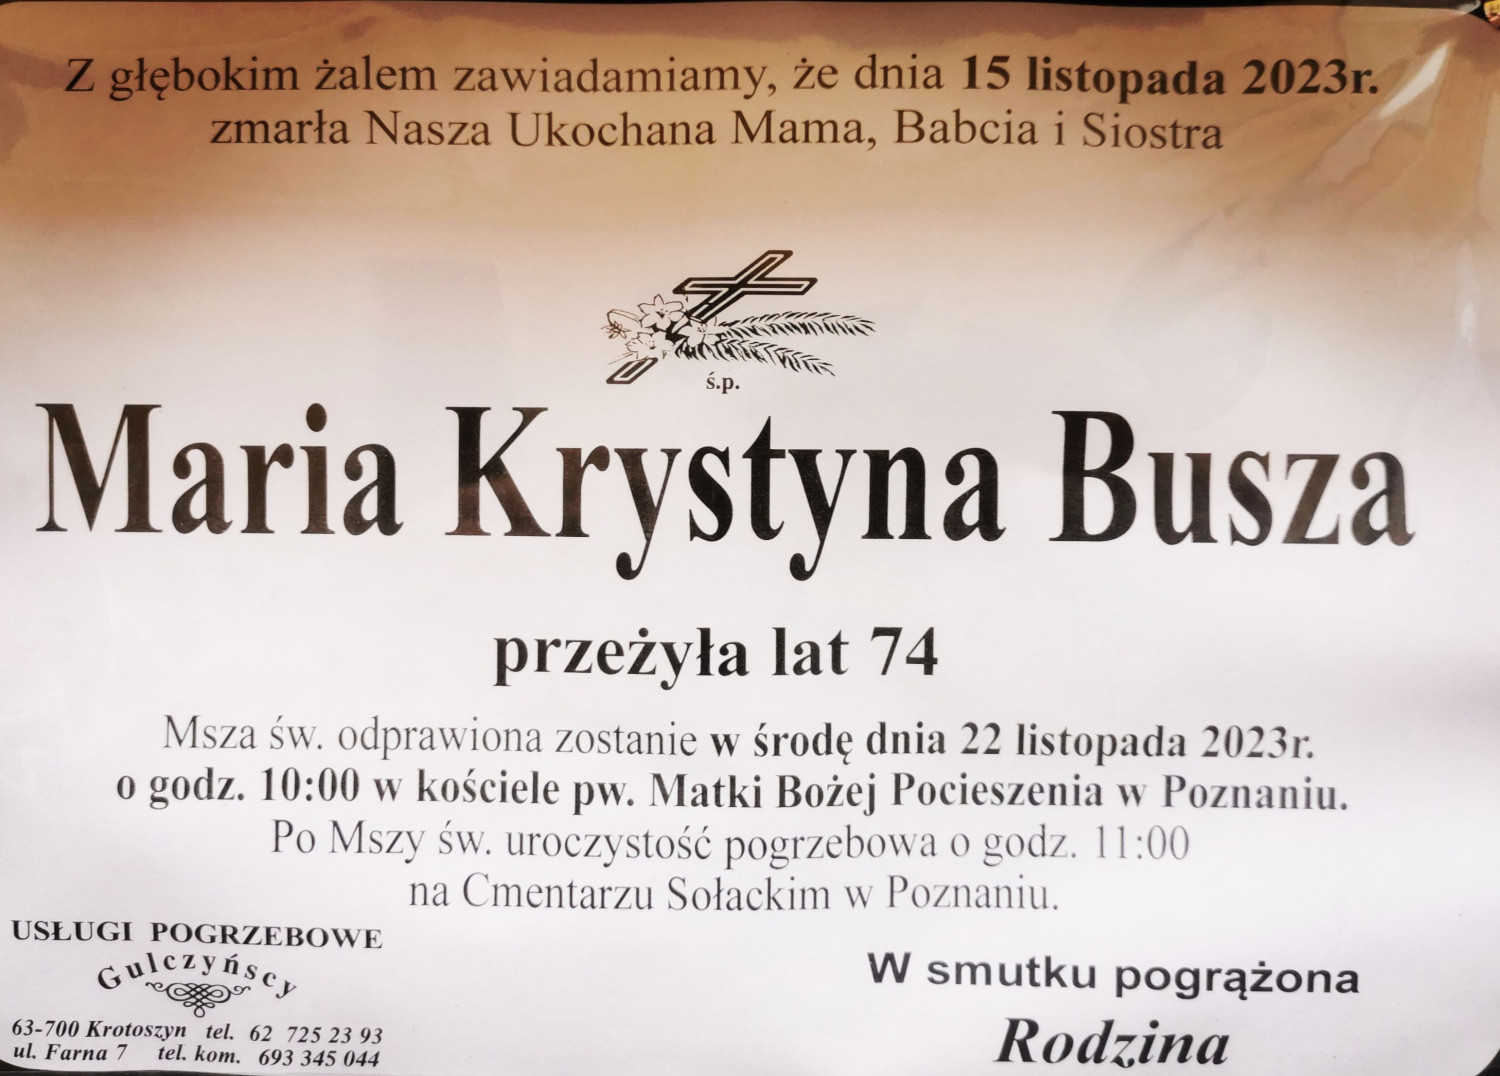 Z głębokim żalem zawiadamiamy, że dnia 15 listopada 2023r.
zmarła Nasza Ukochana Mama, Babcia i Siostra
ś.p.
Maria Krystyna Busza
przeżyła lat 74
Msza św. odprawiona zostanie w środę dnia 22 listopada 2023r.
o godz. 10:00 w kościele pw. Matki Bożej Pocieszenia w Poznaniu.
Po Mszy św. uroczystość pogrzebowa o godz. 11:00
na Cmentarzu Sołackim w Poznaniu.
USŁUGI POGRZEBOWE
Gulczyńscy
63-700 Krotoszyn tel. 62 725 23 93
ul. Farna 7 tel. kom. 693 345 044
W smutku pogrążona
Rodzina